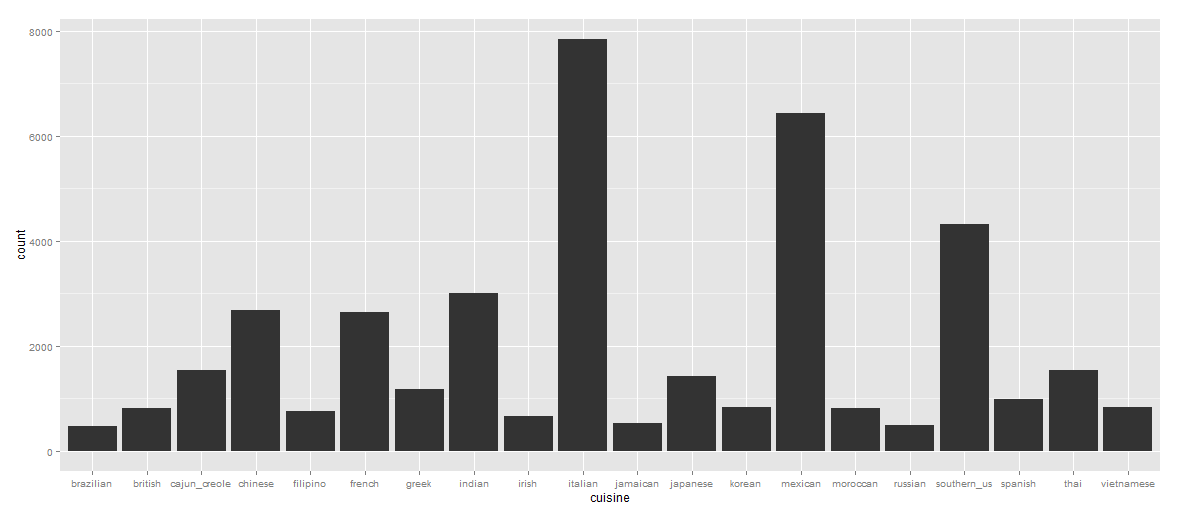 8000
6000
4000
2000
0
count
brazilian british cajun_creole chinese filipino french greek indian irish italian jamaican japanese korean mexican moroccan russian southern_us spanish thai vietnamese
cuisine